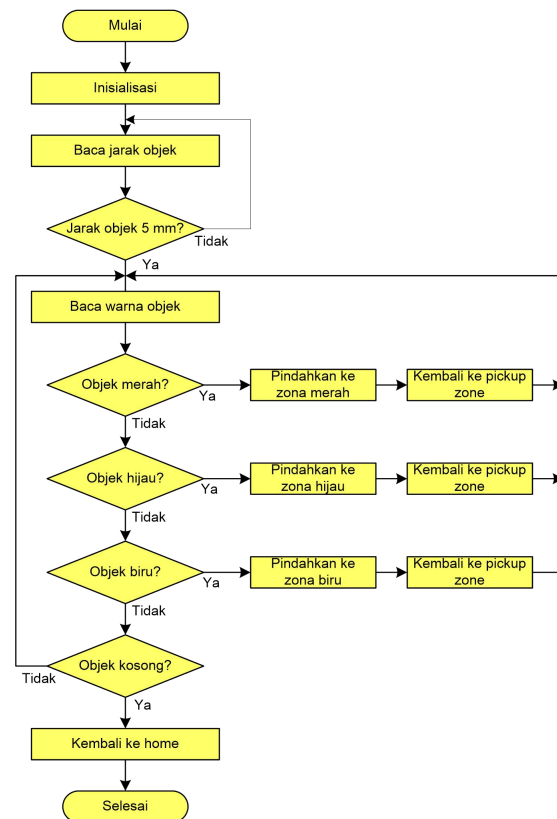 Mulai
Inisialisasi
Baca jarak objek
Jarak objek 5 mm?
Tidak
Ya
Baca warna objek
Objek merah?
Ya
Pindahkan ke
zona merah
Kembali ke pickup
zone
Tidak
Objek hijau?
Ya
Pindahkan ke
zona hijau
Kembali ke pickup
zone
Tidak
Objek biru?
Ya
Pindahkan ke
zona biru
Kembali ke pickup
zone
Tidak
Objek kosong?
Tidak
Ya
Kembali ke home
Selesai